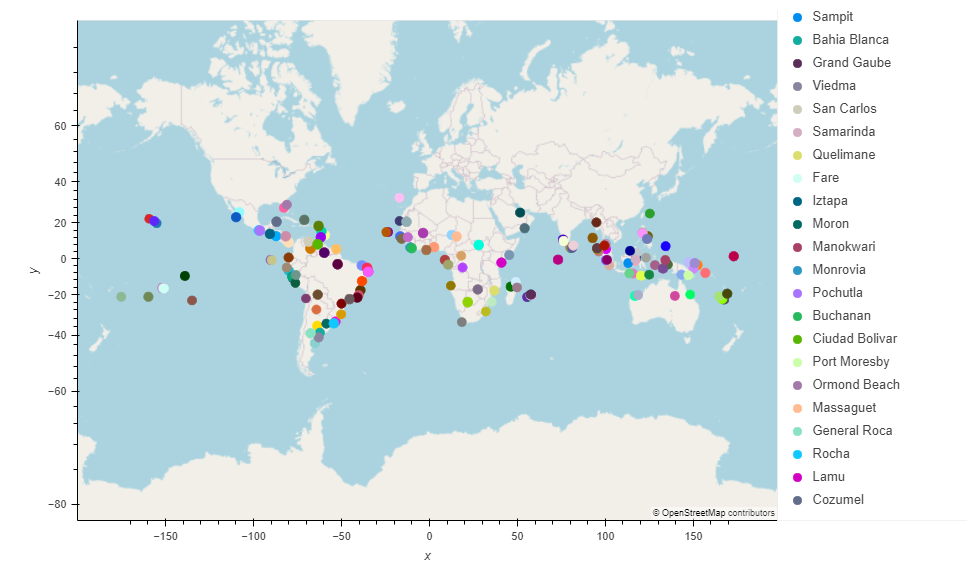 Sampit
Bahia Blanca
Grand Gaube
Viedma
San Carlos
Samarinda
Quelimane
Fare
Iztapa
Moron
Manokwari
Monrovia
Pochutla
Buchanan
Ciudad Bolivar
Port Moresby
Ormond Beach
Massaguet
General Roca
Rocha
Lamu
Cozumel
60
40
20
0
−20
−40
−60
−80
y
© OpenStreetMap contributors
−150 −100 −50 0 50 100 150
x